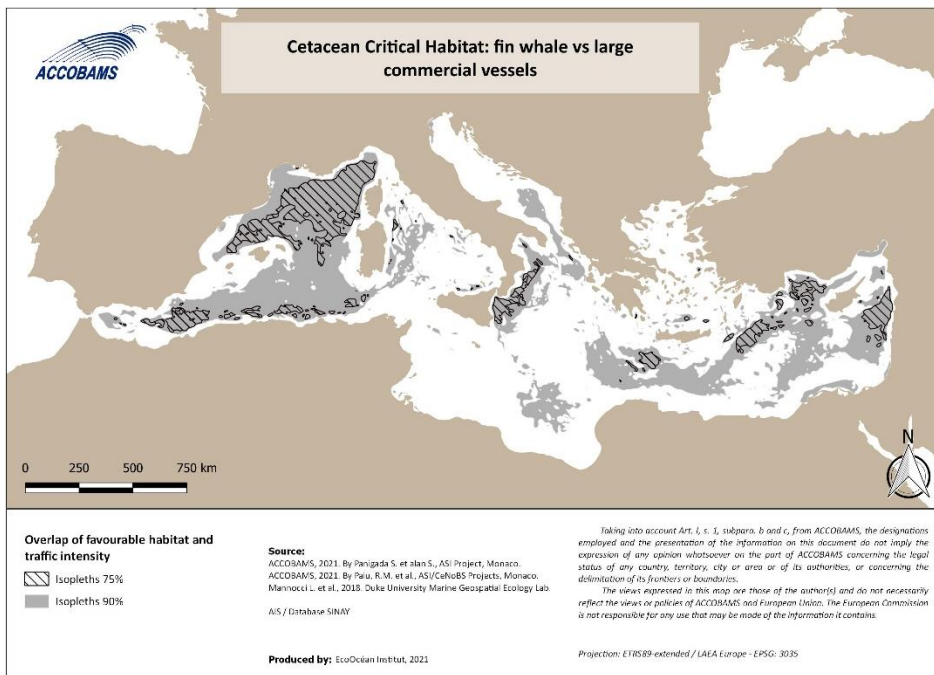 ACCOBAMS
Cetacean Critical Habitat: fin whale vs large
commercial vessels
N
0 250 500 750 km
Overlap of favourable habitat and
traffic intensity
Isopleths 75%
Isopleths 90%
Source:
ACCOBAMS, 2021. By Panigada S. et alan S., ASI Project, Monaco.
ACCOBAMS, 2021. By Paiu, R.M. et al., ASI/CeNoBS Projects, Monaco.
Mannocci L. et al., 2018. Duke University Marine Geospatial Ecology Lab.
AIS / Database SINAY
Produced by: EcoOcéan Institut, 2021
Taking into account Art. I, s. 1, subpara. b and c, from ACCOBAMS, the designations
employed and the presentation of the information on this document do not imply the
expression of any opinion whatsoever on the part of ACCOBAMS concerning the legal
status of any country, territory, city or area or of its authorities, or concerning the
delimitation of its frontiers or boundaries.
The views expressed in this map are those of the author(s) and do not necessarily
reflect the views or policies of ACCOBAMS and European Union. The European Commission
is not responsible for any use that may be made of the information it contains.
Projection: ETRS89-extended / LAEA Europe - EPSG: 3035